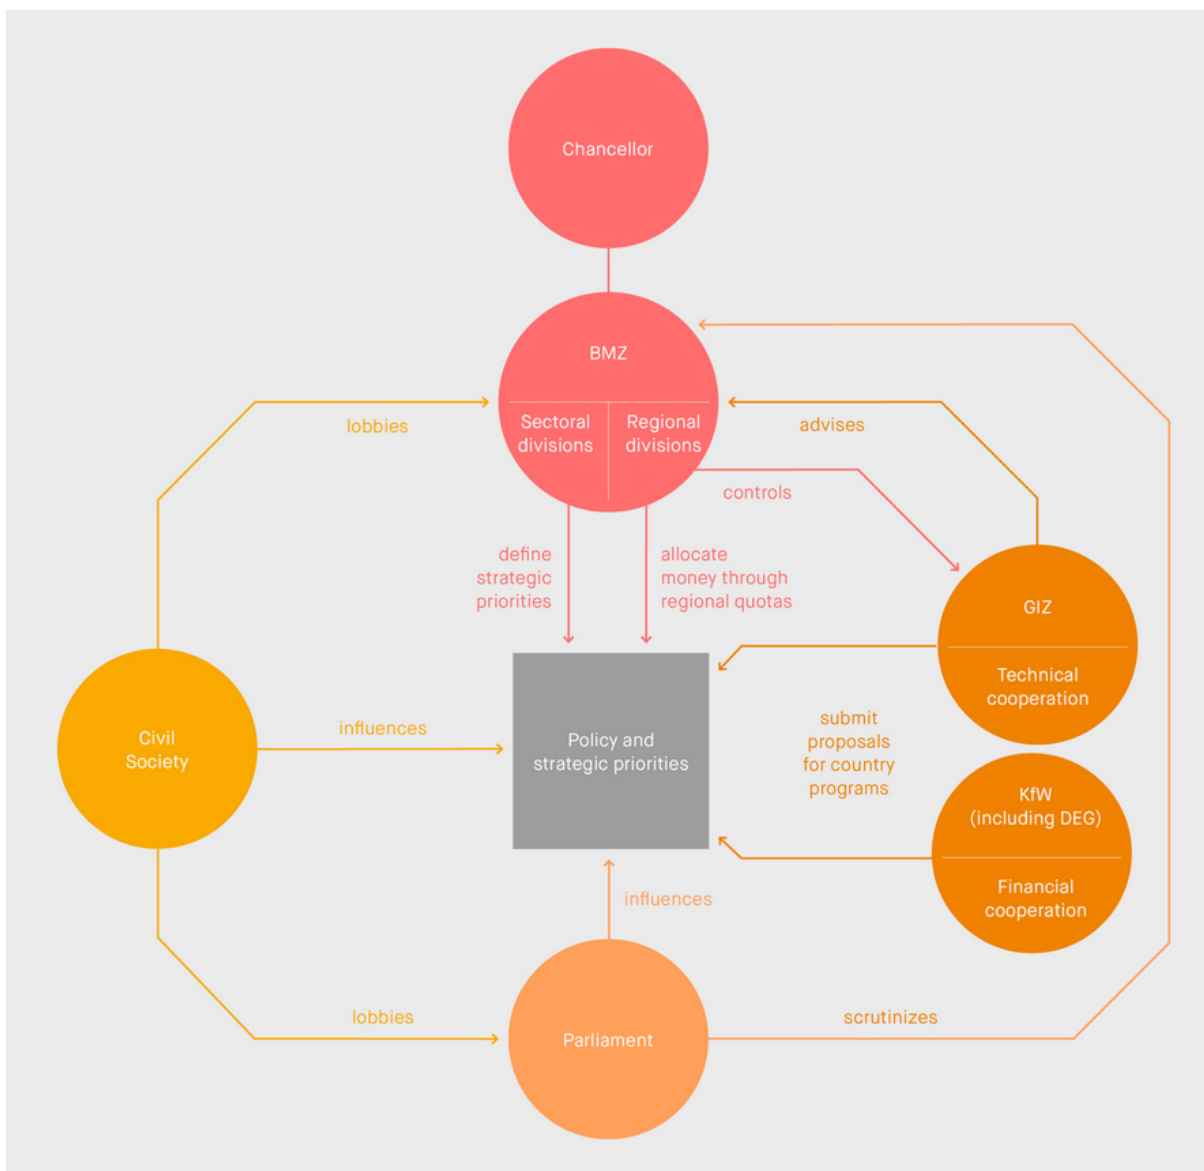 Chancellor
BMZ
Sectoral
divisions
Regional
divisions
lobbies
advises
controls
define
strategic
priorities
allocate
money through
regional quotas
GIZ
Technical
cooperation
Civil
Society
influences
Policy and
strategic priorities
submit
proposals
for country
programs
KfW
(including DEG)
Financial
cooperation
influences
lobbies
Parliament
scrutinizes